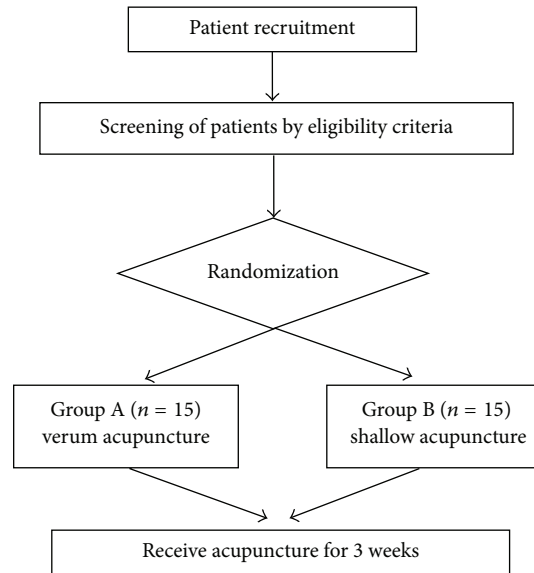 Patient recruitment
Screening of patients by eligibility criteria
Randomization
Group A (n = 15)
verum acupuncture
Group B (n = 15)
shallow acupuncture
Receive acupuncture for 3 weeks